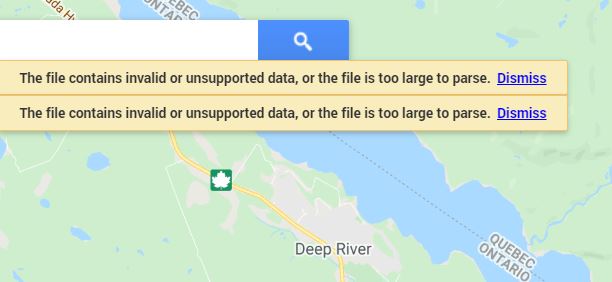 QUEBEC
ONTARIO
The file contains invalid or unsupported data, or the file is too large to parse. Dismiss
The file contains invalid or unsupported data, or the file is too large to parse. Dismiss
Deep River
QUEBEC
ONTARIO